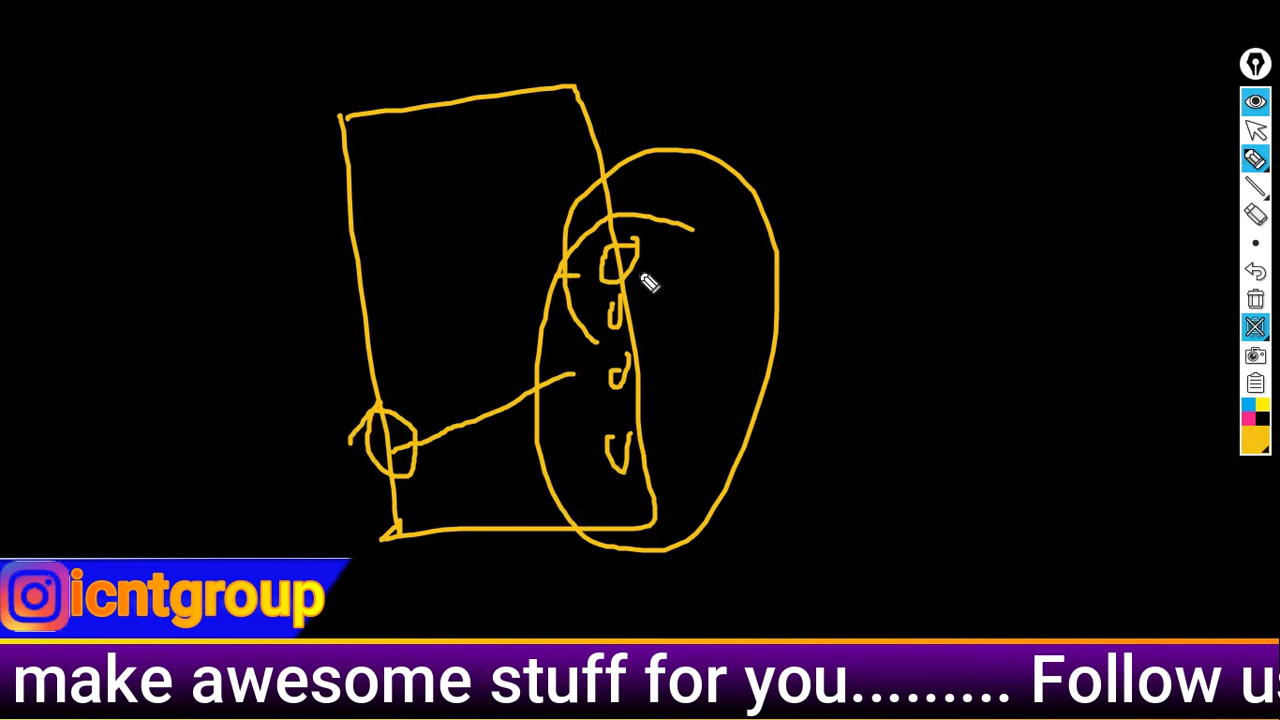 icntgroup
make awesome stuff for you......... Follow us